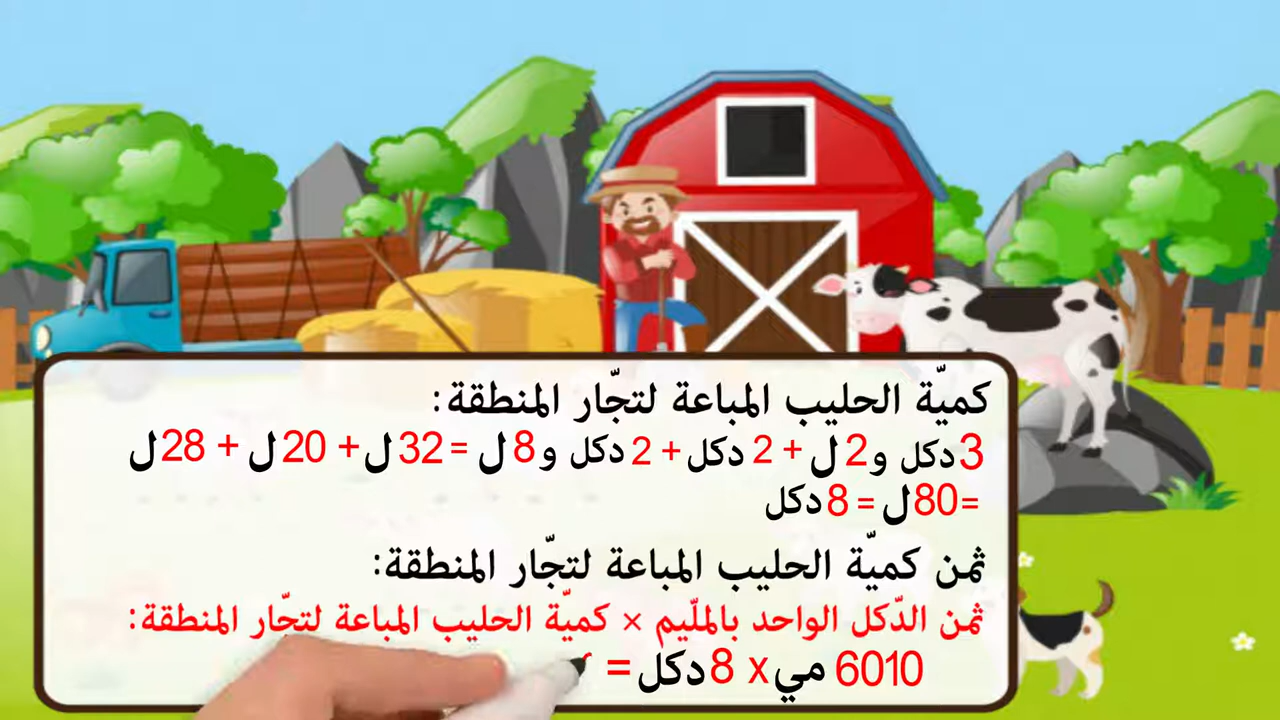 كميّة الحليب المباعة لتجّار المنطقة:
3 دكل و 2 ل + 2 دكل + 2 دكل و 8 ل = 32 ل + 20 ل + 28 ل
= 80 ل = 8 دكل
ثمن كميّة الحليب المباعة لتجّار المنطقة:
ثمن الدّكل الواحد بالملّيم × كميّة الحليب المباعة لتجّار المنطقة:
6010 مي x 8 دكل =